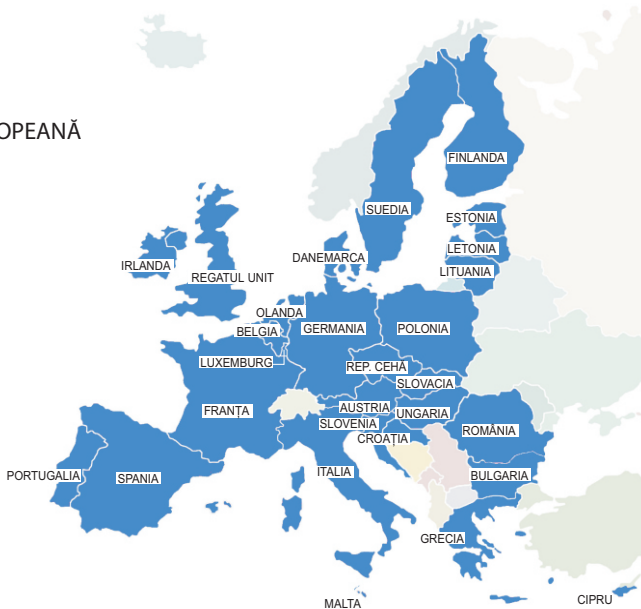 OPEANĂ
FINLANDA
SUEDIA
ESTONIA
LETONIA
LITUANIA
DANEMARCA
IRLANDA
REGATUL UNIT
OLANDA
BELGIA
GERMANIA
POLONIA
LUXEMBURG
REP. CEHĂ
SLOVACIA
AUSTRIA
UNGARIA
FRANȚA
SLOVENIA
CROAȚIA
ROMÂNIA
PORTUGALIA
SPANIA
ITALIA
BULGARIA
GRECIA
MALTA
CIPRU